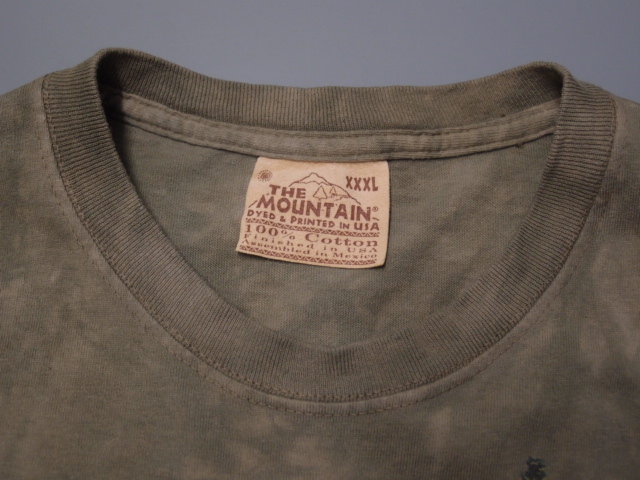 XXXL
THE
MOUNTAIN®
DYED & PRINTED IN USA
100% Cotton
Finished in USA
Assembled in Mexico